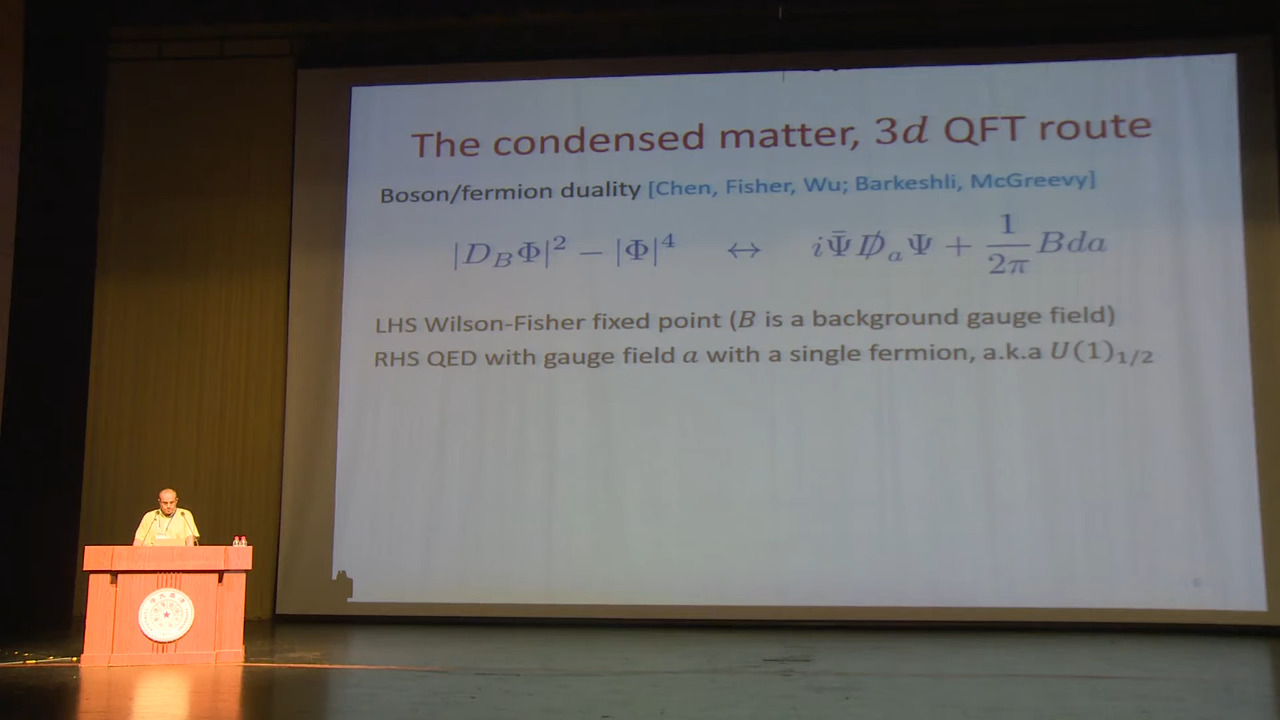 The condensed matter, 3d QFT route
Boson/fermion duality [Chen, Fisher, Wu; Barkeshli, McGreevy]
|D_BΦ|² − |Φ|⁴ ↔ iΨ̄D̸_aΨ + 1/2π Bda
LHS Wilson-Fisher fixed point (B is a background gauge field)
RHS QED with gauge field a with a single fermion, a.k.a U(1)_{1/2}